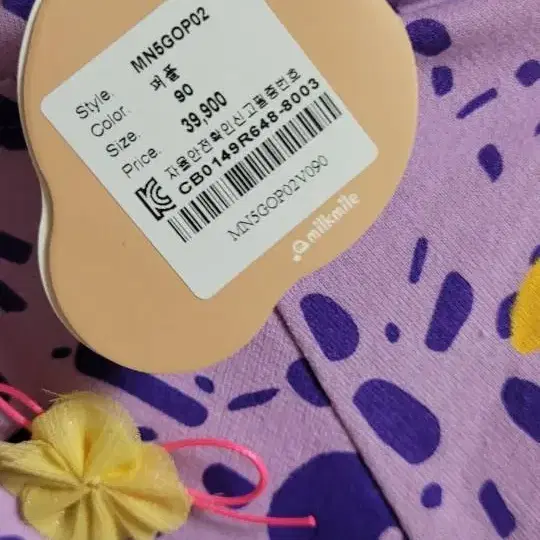 Style. MN5GOP02
Color. 퍼플
Size. 90
Price. 39,900
자율안전확인신고필증번호
CB0149R648-8003
MN5GOP02V090
milkmile